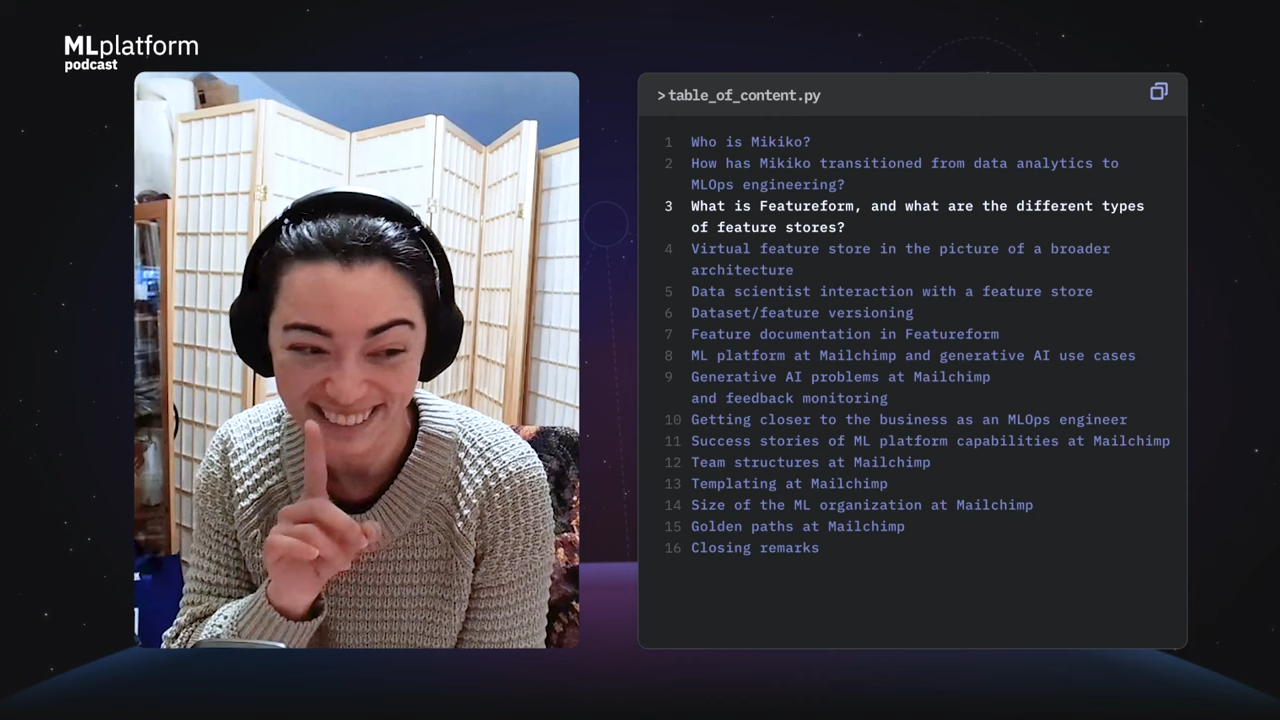 MLplatform
podcast
>table_of_content.py
1 Who is Mikiko?
2 How has Mikiko transitioned from data analytics to
MLOps engineering?
3 What is Featureform, and what are the different types
of feature stores?
4 Virtual feature store in the picture of a broader
architecture
5 Data scientist interaction with a feature store
6 Dataset/feature versioning
7 Feature documentation in Featureform
8 ML platform at Mailchimp and generative AI use cases
9 Generative AI problems at Mailchimp
and feedback monitoring
10 Getting closer to the business as an MLOps engineer
11 Success stories of ML platform capabilities at Mailchimp
12 Team structures at Mailchimp
13 Templating at Mailchimp
14 Size of the ML organization at Mailchimp
15 Golden paths at Mailchimp
16 Closing remarks